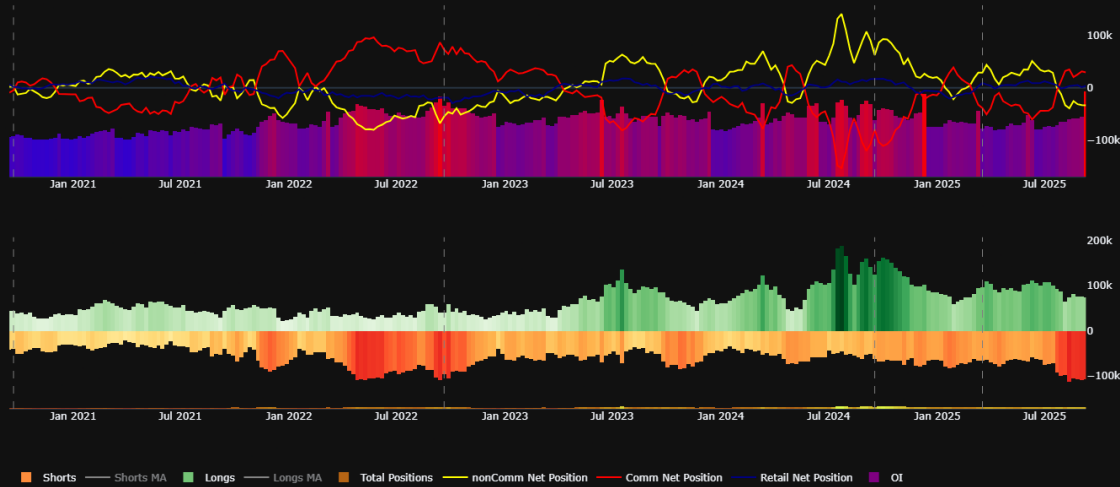 100k
0
−100k
Jan 2021 Jul 2021 Jan 2022 Jul 2022 Jan 2023 Jul 2023 Jan 2024 Jul 2024 Jan 2025 Jul 2025
200k
100k
0
−100k
Jan 2021 Jul 2021 Jan 2022 Jul 2022 Jan 2023 Jul 2023 Jan 2024 Jul 2024 Jan 2025 Jul 2025
Shorts Shorts MA Longs Longs MA Total Positions nonComm Net Position Comm Net Position Retail Net Position OI